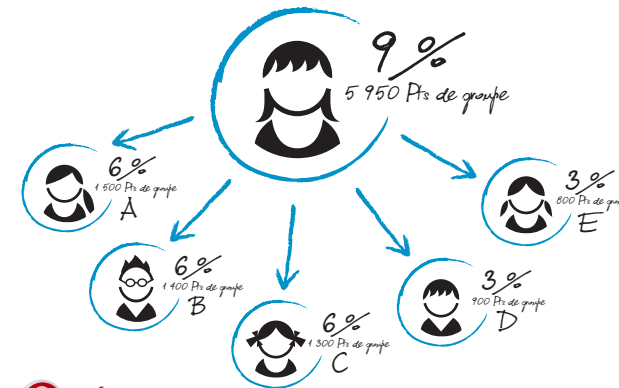 9 %
5 950 Pts de groupe
6 %
1 500 Pts de groupe
A
6 %
1 400 Pts de groupe
B
6 %
1 300 Pts de groupe
C
3 %
900 Pts de groupe
D
3 %
800 Pts de
E